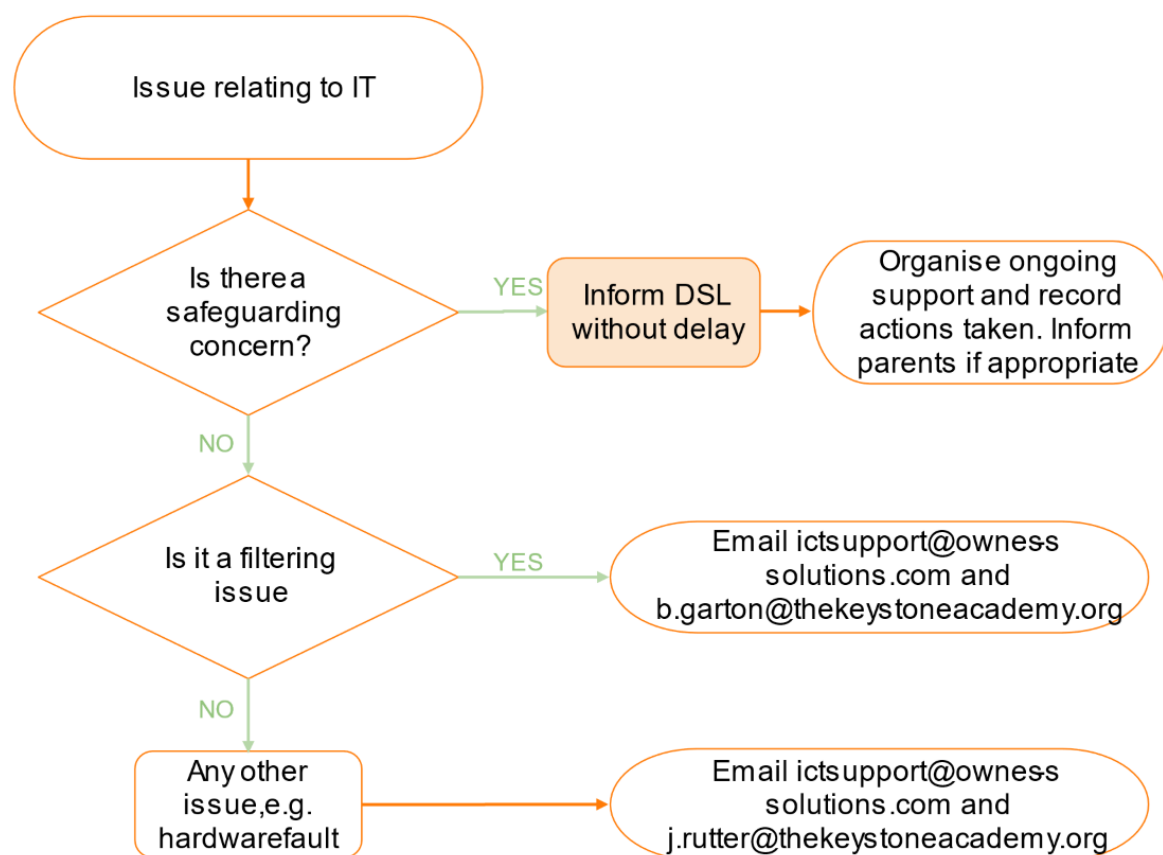 Issue relating to IT
Is therea
safeguarding
concern?
YES
Inform DSL
without delay
Organise ongoing
support and record
actions taken. Inform
parents if appropriate
NO
Is it a filtering
issue
YES
Email ictsupport@owness-
solutions.com and
b.garton@thekeystoneacademy.org
NO
Any other
issue,e.g.
hardwarefault
Email ictsupport@owness-
solutions.com and
j.rutter@thekeystoneacademy.org